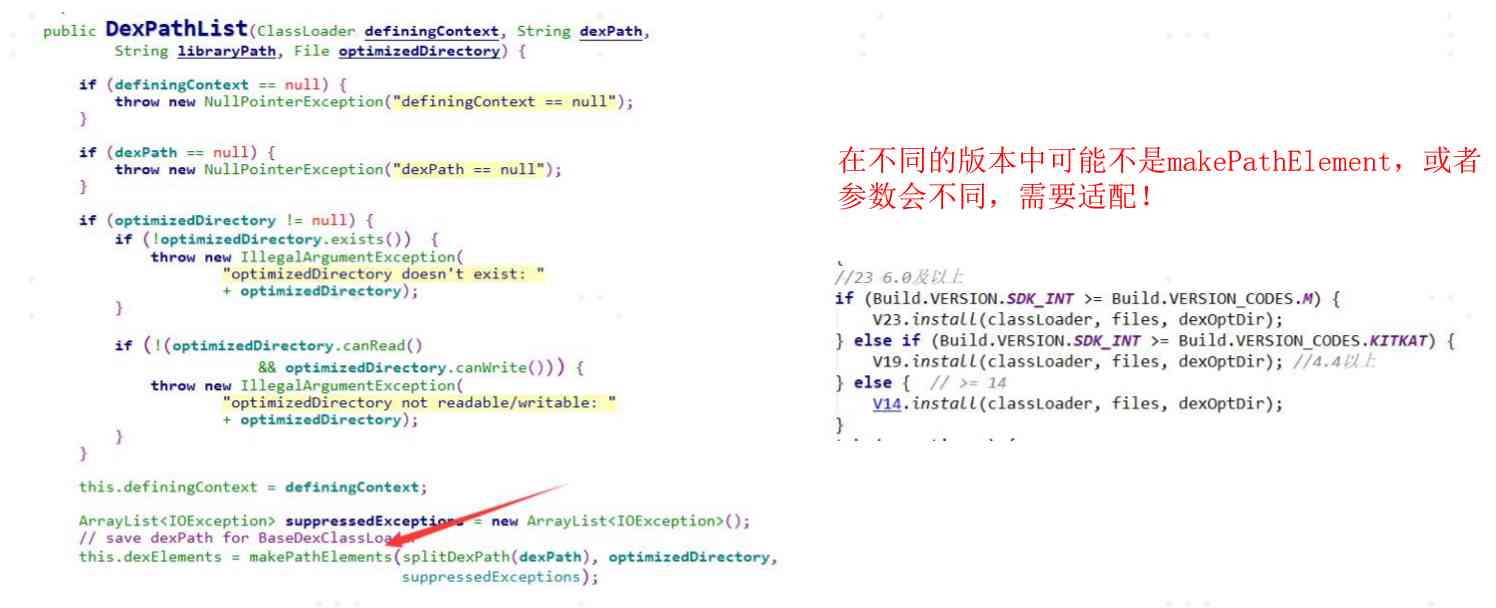 public DexPathList(ClassLoader definingContext, String dexPath,
String libraryPath, File optimizedDirectory) {
if (definingContext == null) {
throw new NullPointerException("definingContext == null");
}
if (dexPath == null) {
throw new NullPointerException("dexPath == null");
}
if (optimizedDirectory != null) {
if (!optimizedDirectory.exists()) {
throw new IllegalArgumentException(
"optimizedDirectory doesn't exist: "
+ optimizedDirectory);
}
if (!(optimizedDirectory.canRead()
&& optimizedDirectory.canWrite())) {
throw new IllegalArgumentException(
"optimizedDirectory not readable/writable: "
+ optimizedDirectory);
}
}
this.definingContext = definingContext;
ArrayList<IOException> suppressedExceptions = new ArrayList<IOException>();
// save dexPath for BaseDexClassLoader
this.dexElements = makePathElements(splitDexPath(dexPath), optimizedDirectory,
suppressedExceptions);
在不同的版本中可能不是makePathElement，或者
参数会不同，需要适配！
//23 6.0及以上
if (Build.VERSION.SDK_INT >= Build.VERSION_CODES.M) {
V23.install(classLoader, files, dexOptDir);
} else if (Build.VERSION.SDK_INT >= Build.VERSION_CODES.KITKAT) {
V19.install(classLoader, files, dexOptDir); //4.4以上
} else { // >= 14
V14.install(classLoader, files, dexOptDir);
}